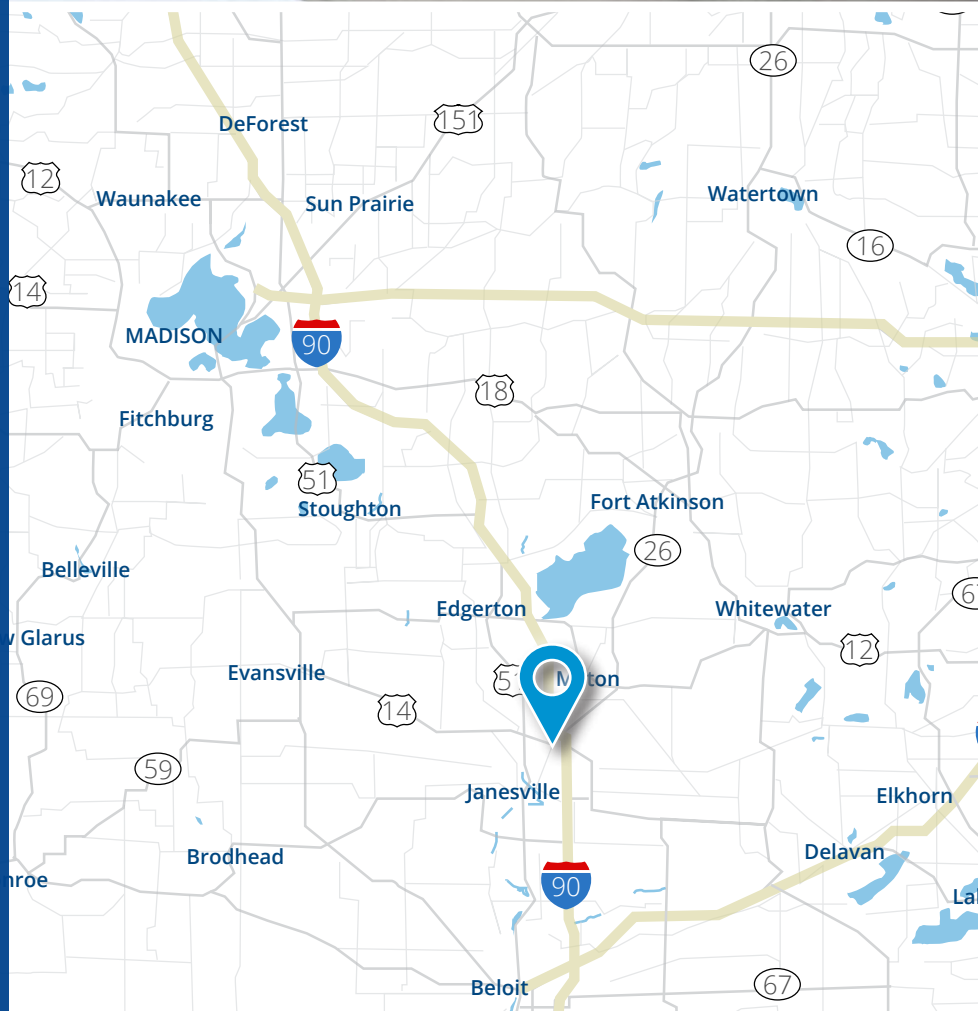 26
151
DeForest
12
Waunakee
Sun Prairie
Watertown
16
14
MADISON
90
18
Fitchburg
51
Stoughton
Fort Atkinson
26
Belleville
Edgerton
Whitewater
w Glarus
12
Evansville
69
14
59
Janesville
Elkhorn
Brodhead
Delavan
nroe
90
Beloit
67